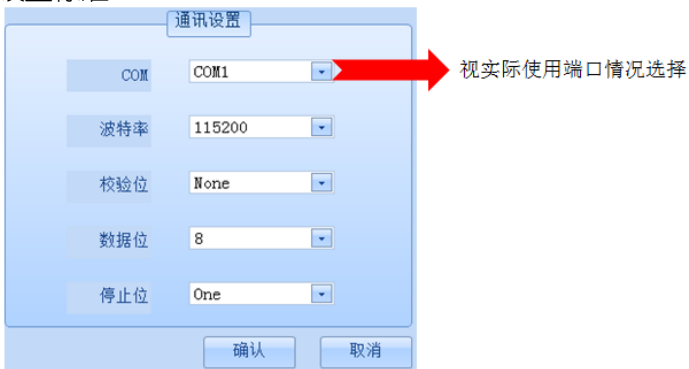 通讯设置
COM COM1 视实际使用端口情况选择
波特率 115200
校验位 None
数据位 8
停止位 One
确认 取消